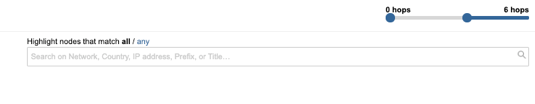 0 hops 6 hops
Highlight nodes that match all / any
Search on Network, Country, IP address, Prefix, or Title...